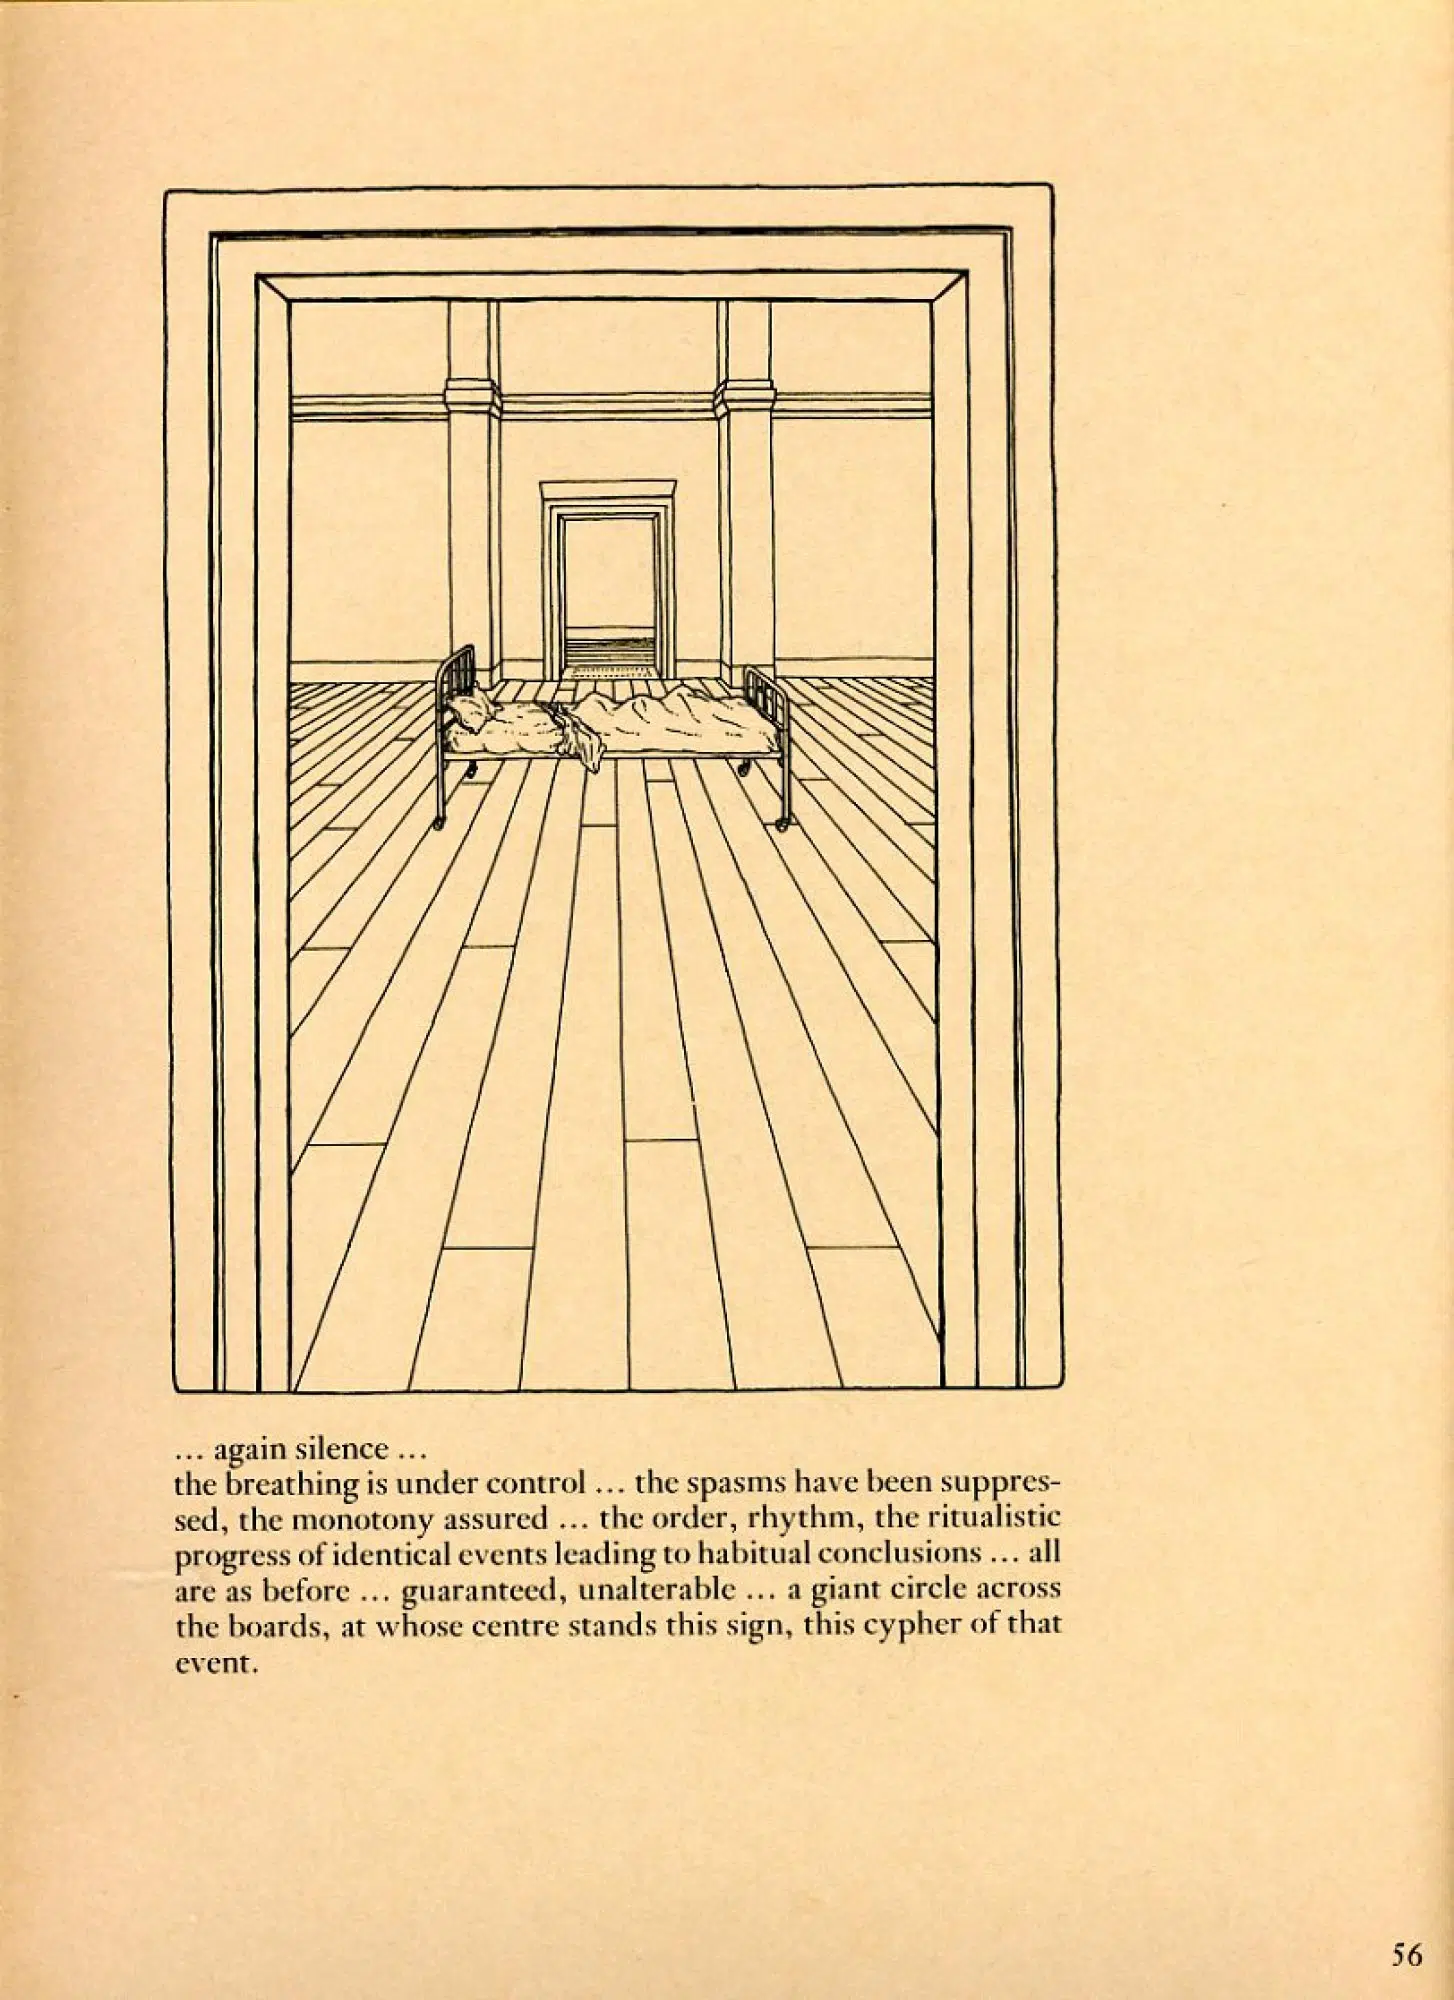 ... again silence ...
the breathing is under control ... the spasms have been suppres-
sed, the monotony assured ... the order, rhythm, the ritualistic
progress of identical events leading to habitual conclusions ... all
are as before ... guaranteed, unalterable ... a giant circle across
the boards, at whose centre stands this sign, this cypher of that
event.
56